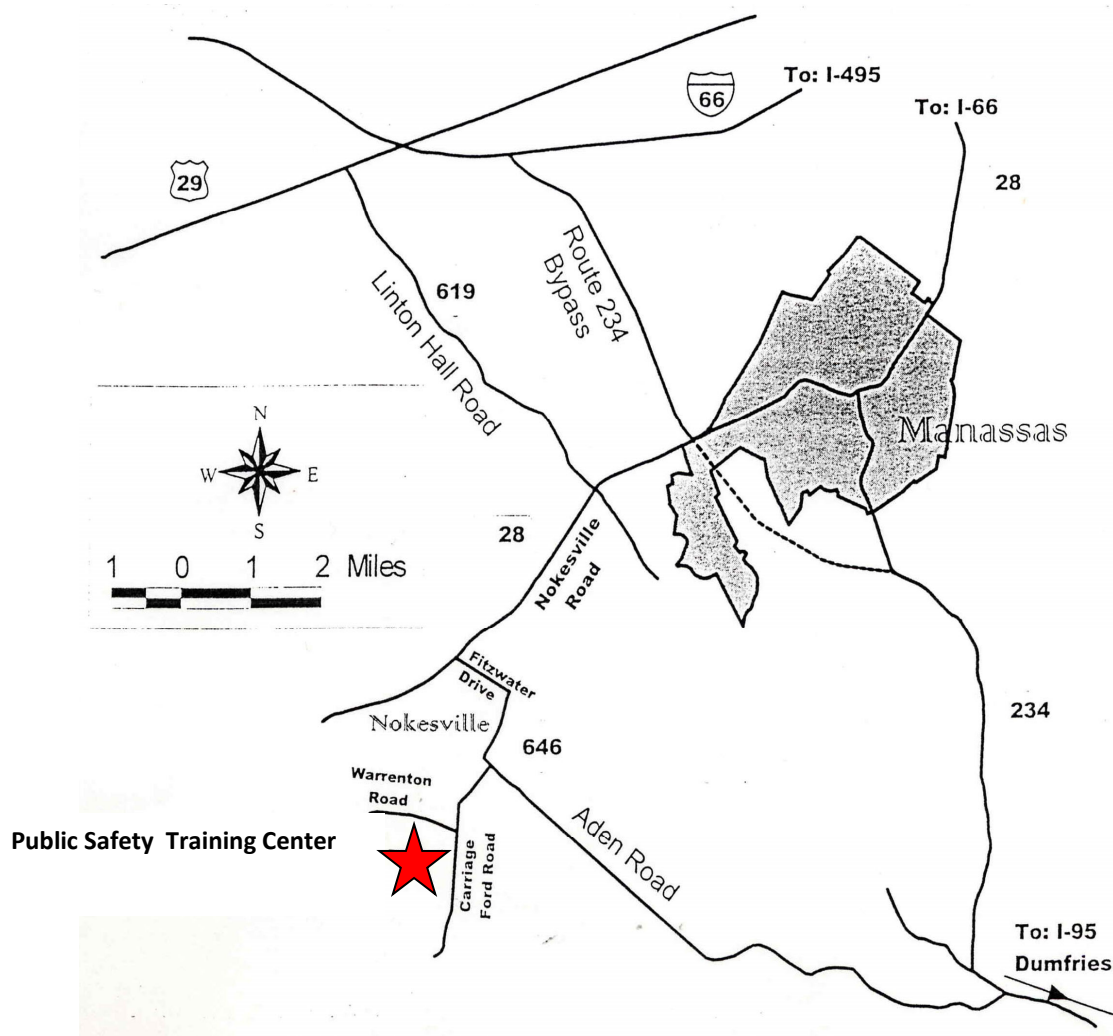 To: I-495
66
To: I-66
29
28
Route 234
Bypass
619
Linton Hall Road
Manassas
N
W E
S
28
1 0 1 2 Miles
Nokesville
Road
Fitzwater
Drive
Nokesville
646
234
Warrenton
Road
Aden Road
Public Safety Training Center
Carriage
Ford Road
To: I-95
Dumfries